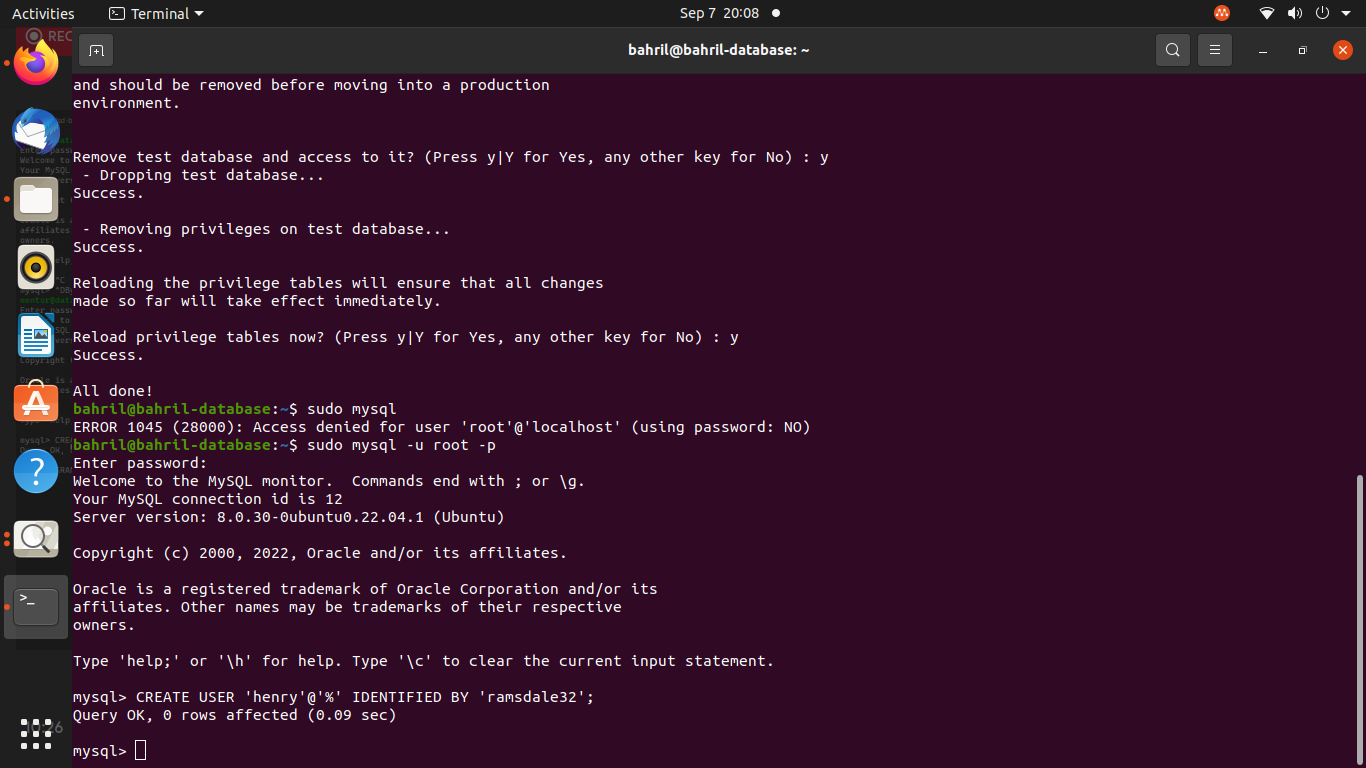 Activities
Terminal
Sep 7 20:08
REC
bahril@bahril-database: ~
and should be removed before moving into a production
environment.
Remove test database and access to it? (Press y|Y for Yes, any other key for No) : y
- Dropping test database...
Success.
- Removing privileges on test database...
Success.
Reloading the privilege tables will ensure that all changes
made so far will take effect immediately.
Reload privilege tables now? (Press y|Y for Yes, any other key for No) : y
Success.
All done!
bahril@bahril-database:~$ sudo mysql
ERROR 1045 (28000): Access denied for user 'root'@'localhost' (using password: NO)
bahril@bahril-database:~$ sudo mysql -u root -p
Enter password:
Welcome to the MySQL monitor.  Commands end with ; or \g.
Your MySQL connection id is 12
Server version: 8.0.30-0ubuntu0.22.04.1 (Ubuntu)
Copyright (c) 2000, 2022, Oracle and/or its affiliates.
Oracle is a registered trademark of Oracle Corporation and/or its
affiliates. Other names may be trademarks of their respective
owners.
Type 'help;' or '\h' for help. Type '\c' to clear the current input statement.
mysql> CREATE USER 'henry'@'%' IDENTIFIED BY 'ramsdale32';
Query OK, 0 rows affected (0.09 sec)
mysql>